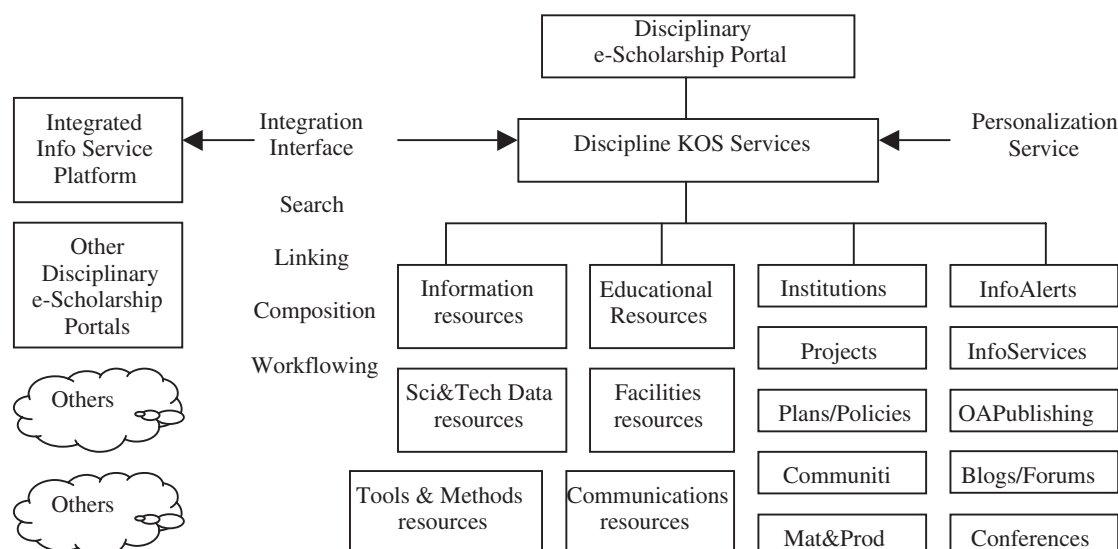 Disciplinary
e-Scholarship Portal
Integrated
Info Service
Platform
Integration
Interface
Discipline KOS Services
Personalization
Service
Search
Linking
Composition
Workflowing
Other
Disciplinary
e-Scholarship
Portals
Others
Others
Information
resources
Educational
Resources
Institutions
InfoAlerts
Projects
InfoServices
Sci&Tech Data
resources
Facilities
resources
Plans/Policies
OAPublishing
Communiti
Blogs/Forums
Tools & Methods
resources
Communications
resources
Mat&Prod
Conferences